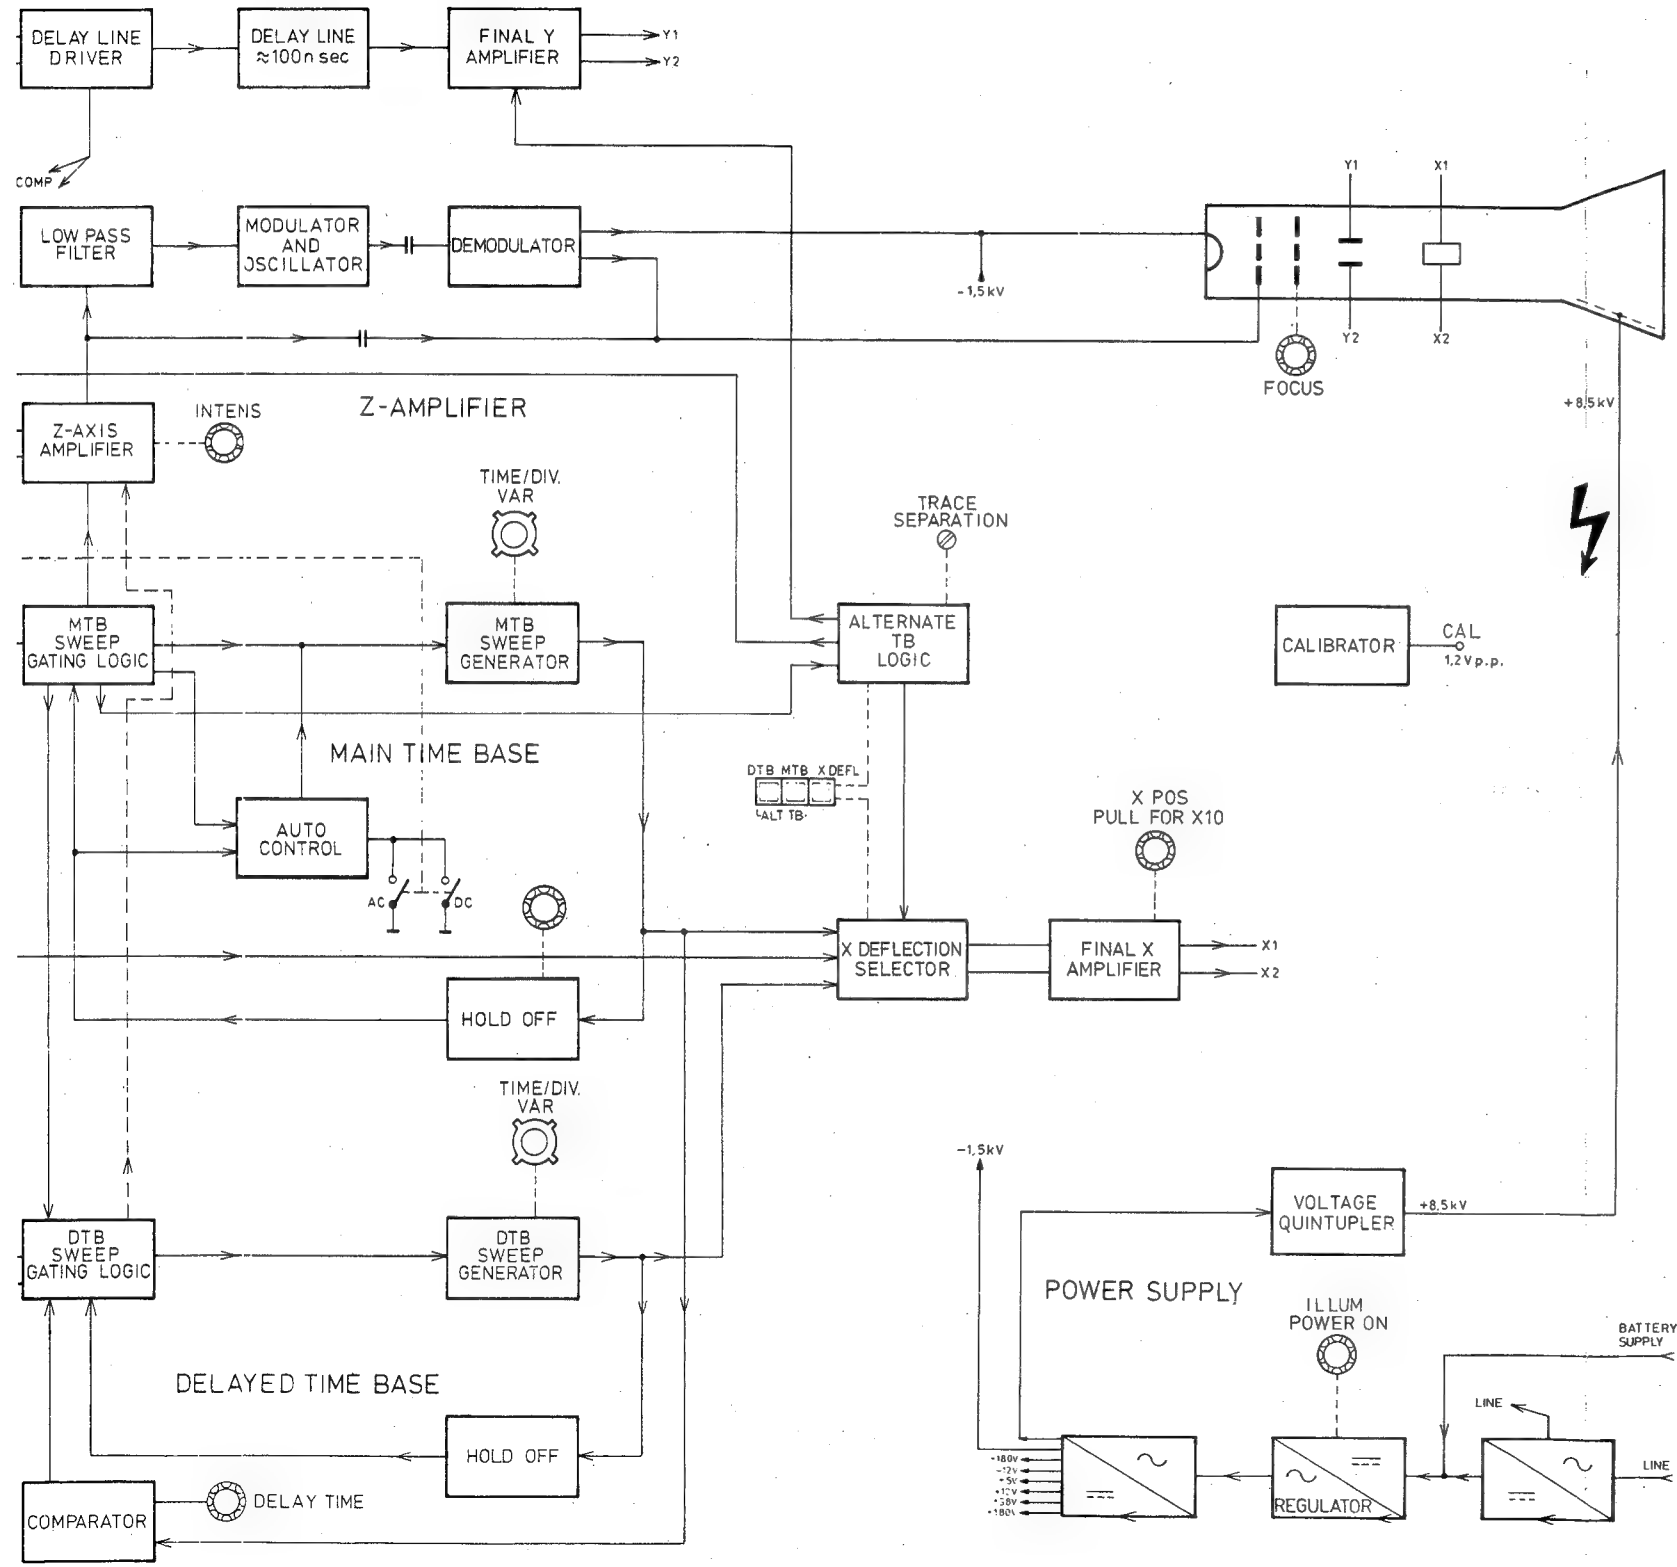 DELAY LINE
DRIVER
DELAY LINE
≈100n sec
FINAL Y
AMPLIFIER
Y1
Y2
COMP
LOW PASS
FILTER
MODULATOR
AND
OSCILLATOR
DEMODULATOR
-1,5kV
Y1
X1
Y2
X2
FOCUS
+8,5kV
Z-AMPLIFIER
Z-AXIS
AMPLIFIER
INTENS
TIME/DIV.
VAR
TRACE
SEPARATION
MTB
SWEEP
GATING LOGIC
MTB
SWEEP
GENERATOR
ALTERNATE
TB
LOGIC
CALIBRATOR
CAL
1,2Vp.p.
MAIN TIME BASE
DTB MTB X DEFL
ALT TB
AUTO
CONTROL
AC
DC
X POS
PULL FOR X10
X DEFLECTION
SELECTOR
FINAL X
AMPLIFIER
X1
X2
HOLD OFF
TIME/DIV.
VAR
-1,5kV
VOLTAGE
QUINTUPLER
+8,5kV
DTB
SWEEP
GATING LOGIC
DTB
SWEEP
GENERATOR
POWER SUPPLY
ILLUM
POWER ON
BATTERY
SUPPLY
DELAYED TIME BASE
HOLD OFF
LINE
LINE
-12V
+5V
+12V
REGULATOR
COMPARATOR
DELAY TIME